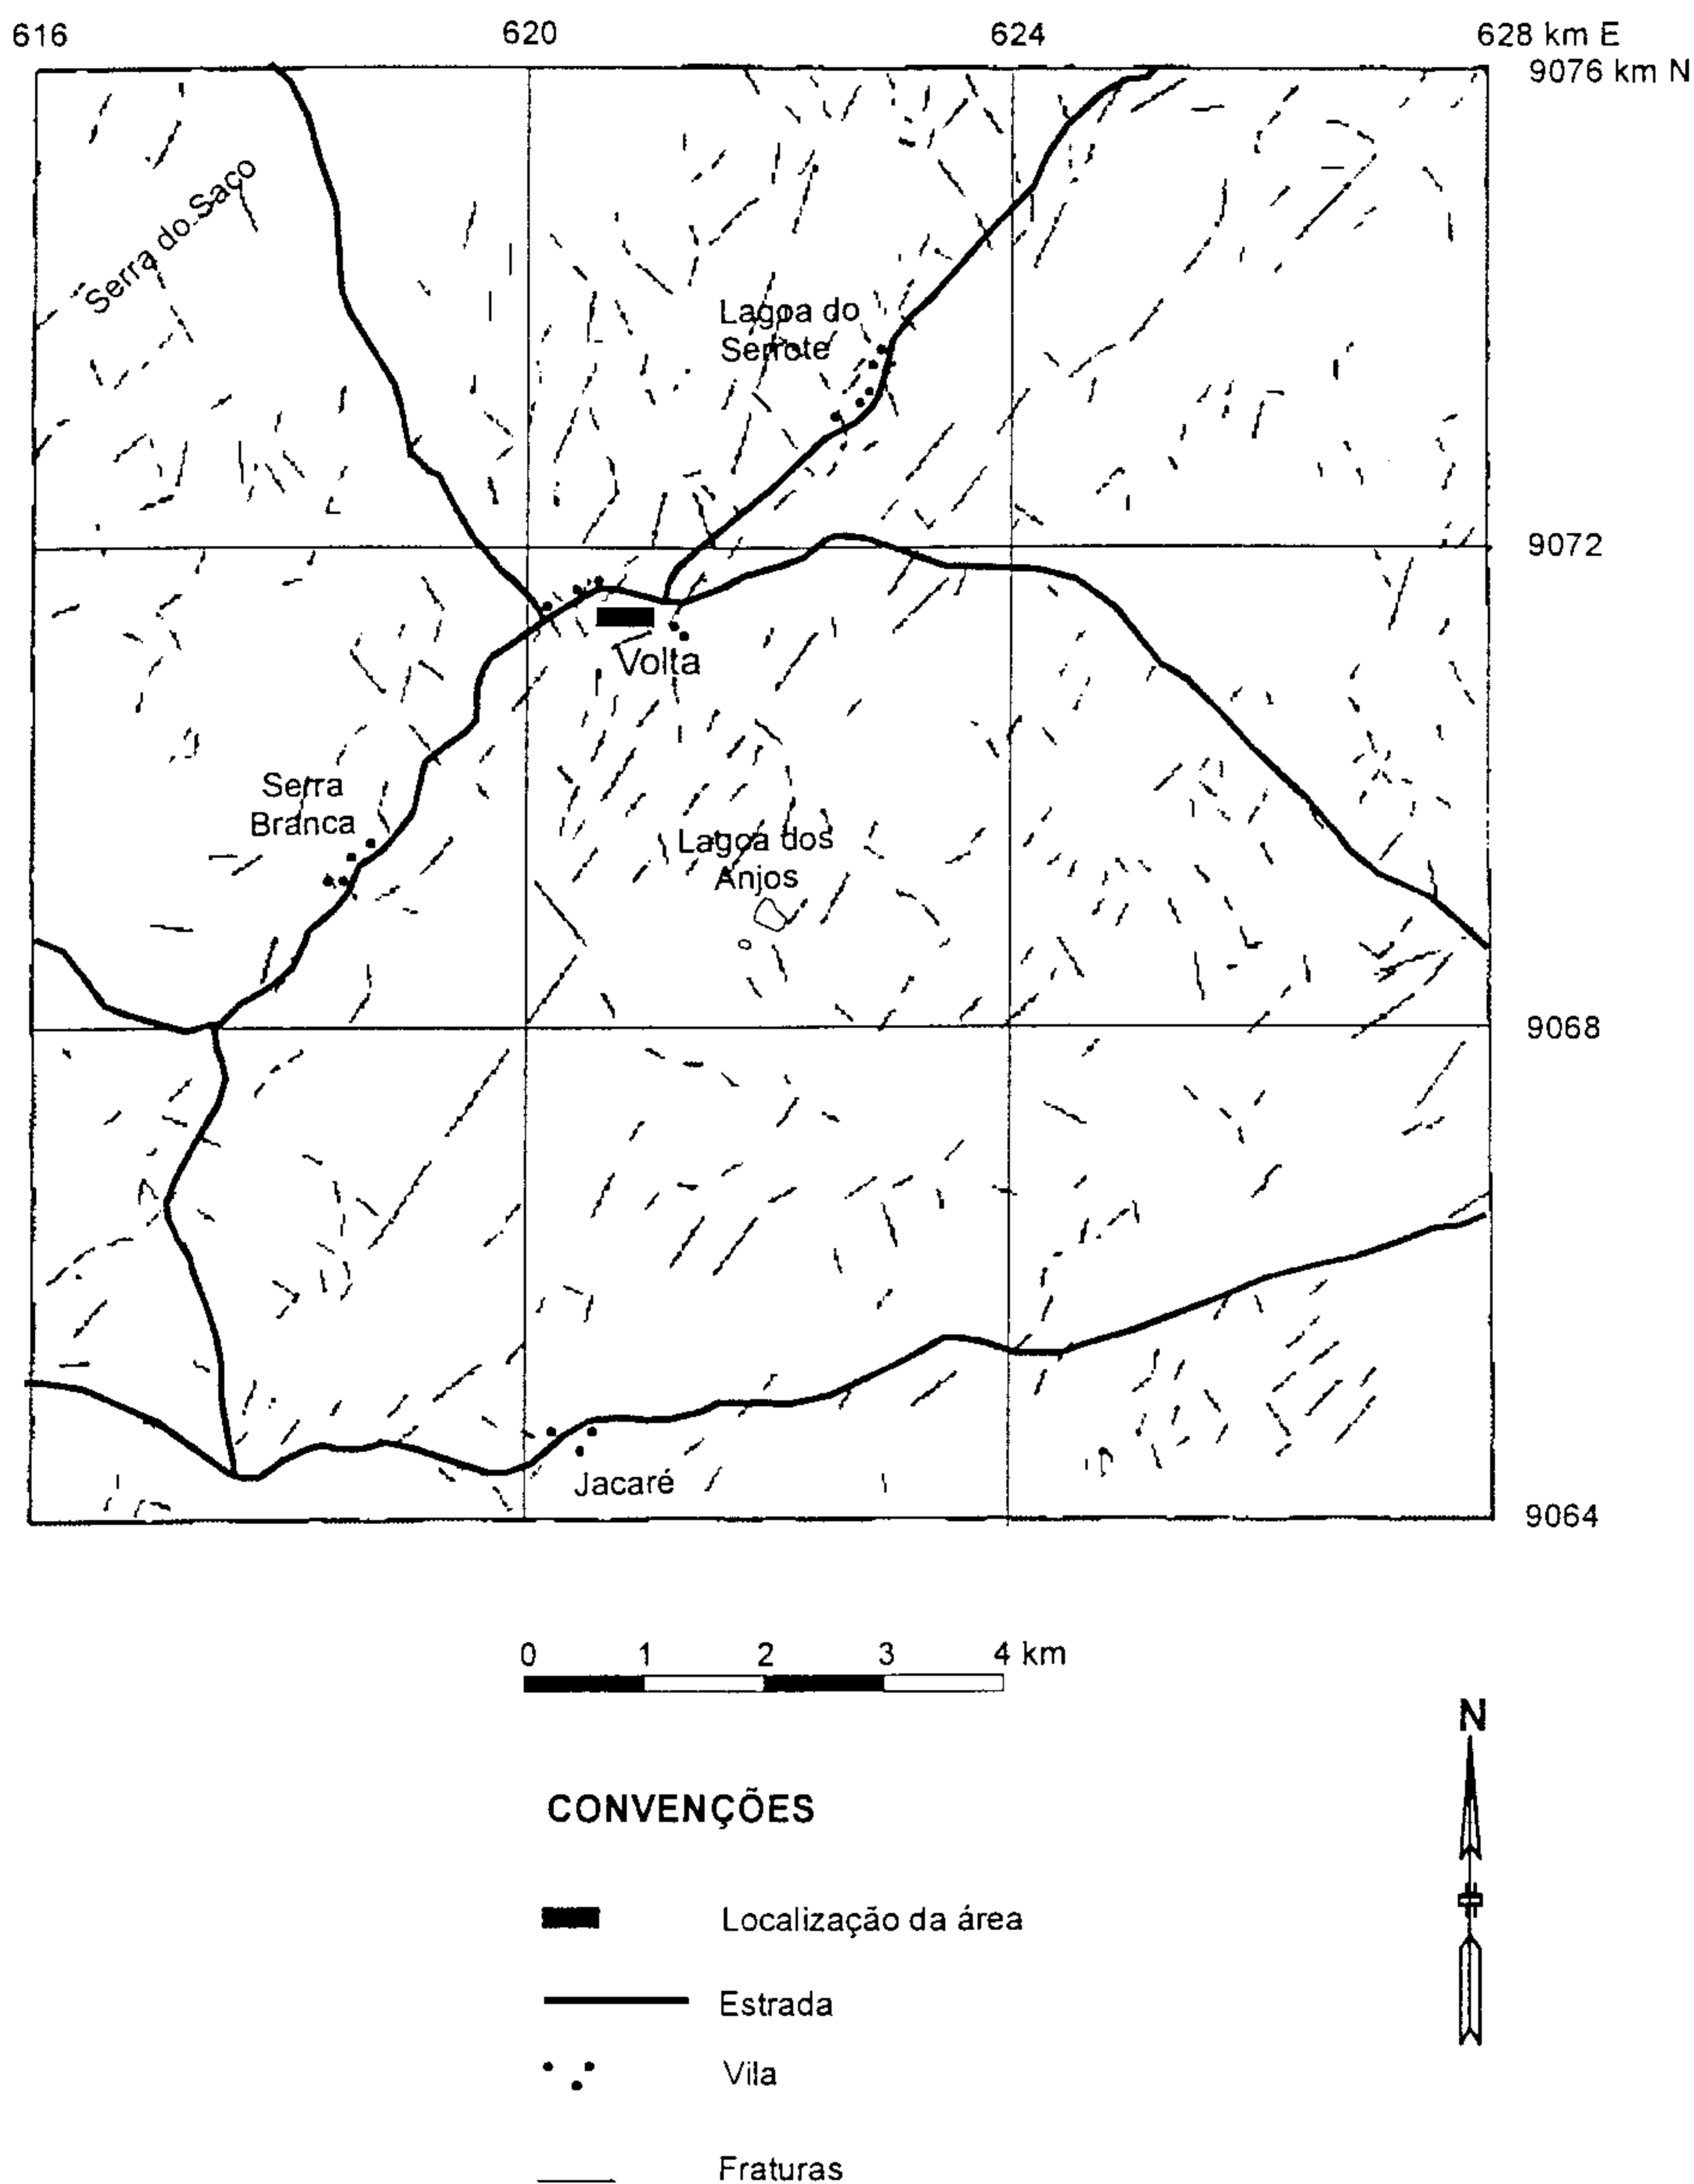 616 620 624 628 km E
9076 km N
Serra do Saco
Lagoa do
Serrote
9072
Volta
Serra
Branca
Lagoa dos
Anjos
9068
Jacaré
9064
0 1 2 3 4 km
N
CONVENÇÕES
Localização da área
Estrada
Vila
Fraturas